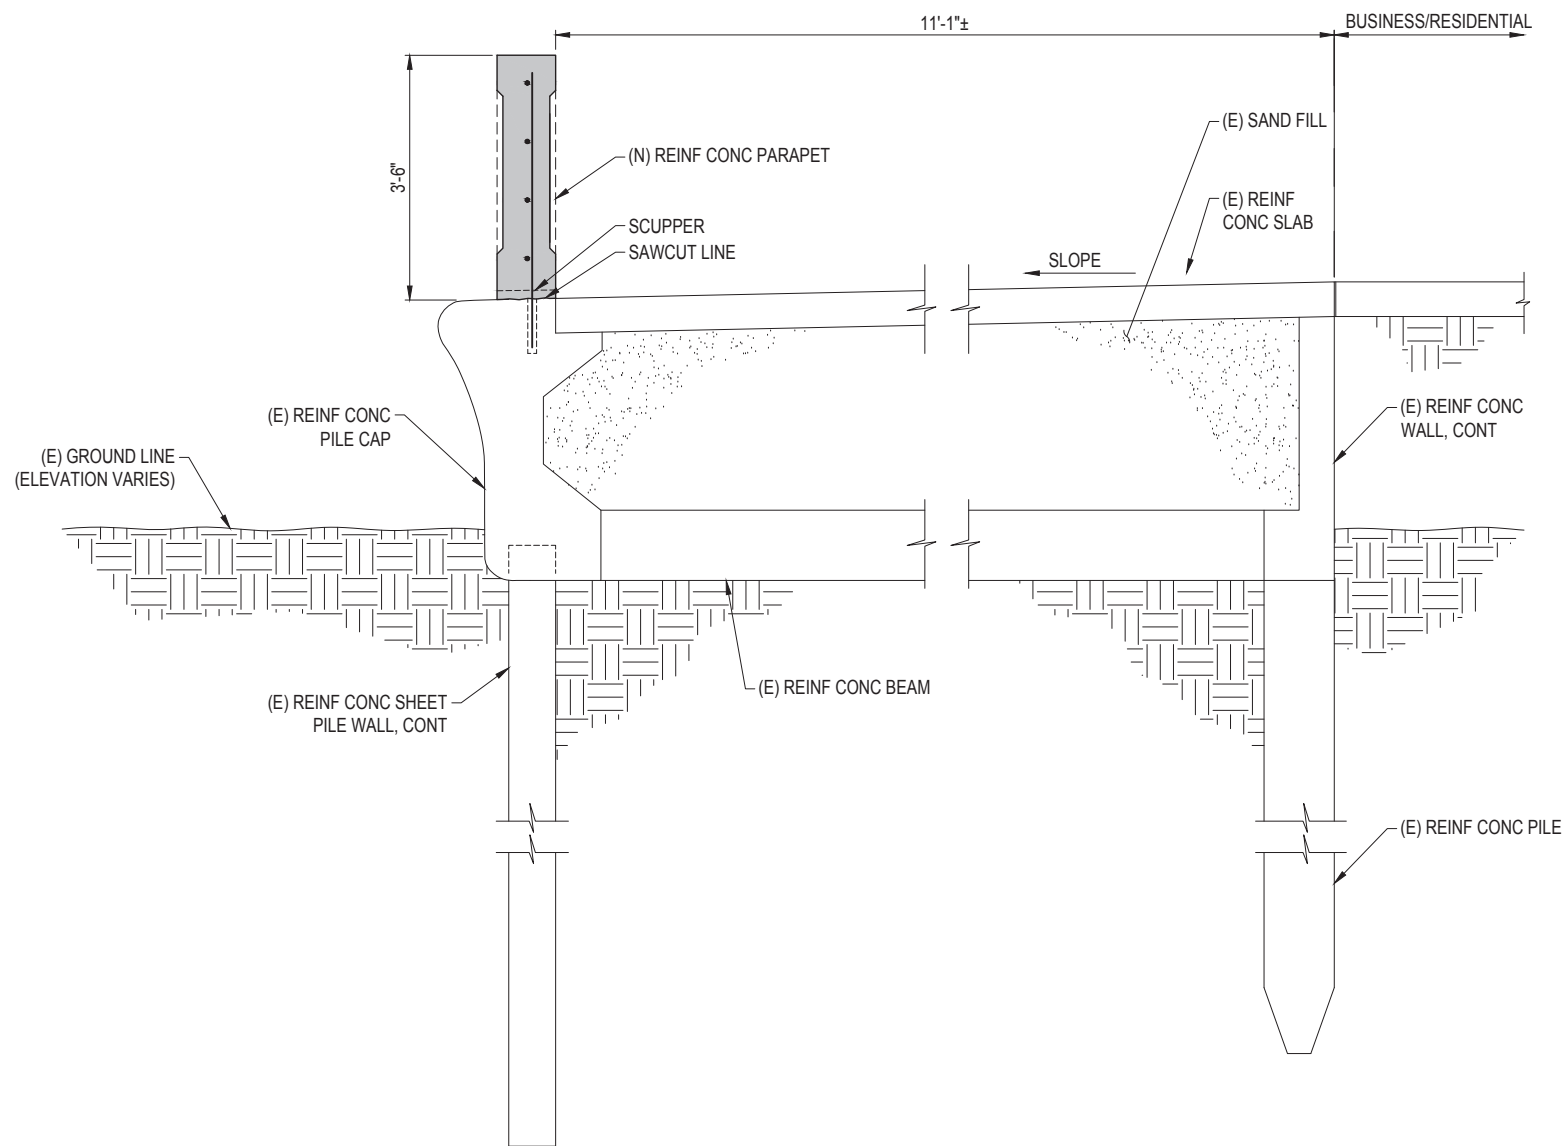 11'-1"±
BUSINESS/RESIDENTIAL
(E) SAND FILL
3'-6"
(N) REINF CONC PARAPET
(E) REINF
CONC SLAB
SCUPPER
SAWCUT LINE
SLOPE
(E) REINF CONC
PILE CAP
(E) REINF CONC
WALL, CONT
(E) GROUND LINE
(ELEVATION VARIES)
(E) REINF CONC BEAM
(E) REINF CONC SHEET
PILE WALL, CONT
(E) REINF CONC PILE